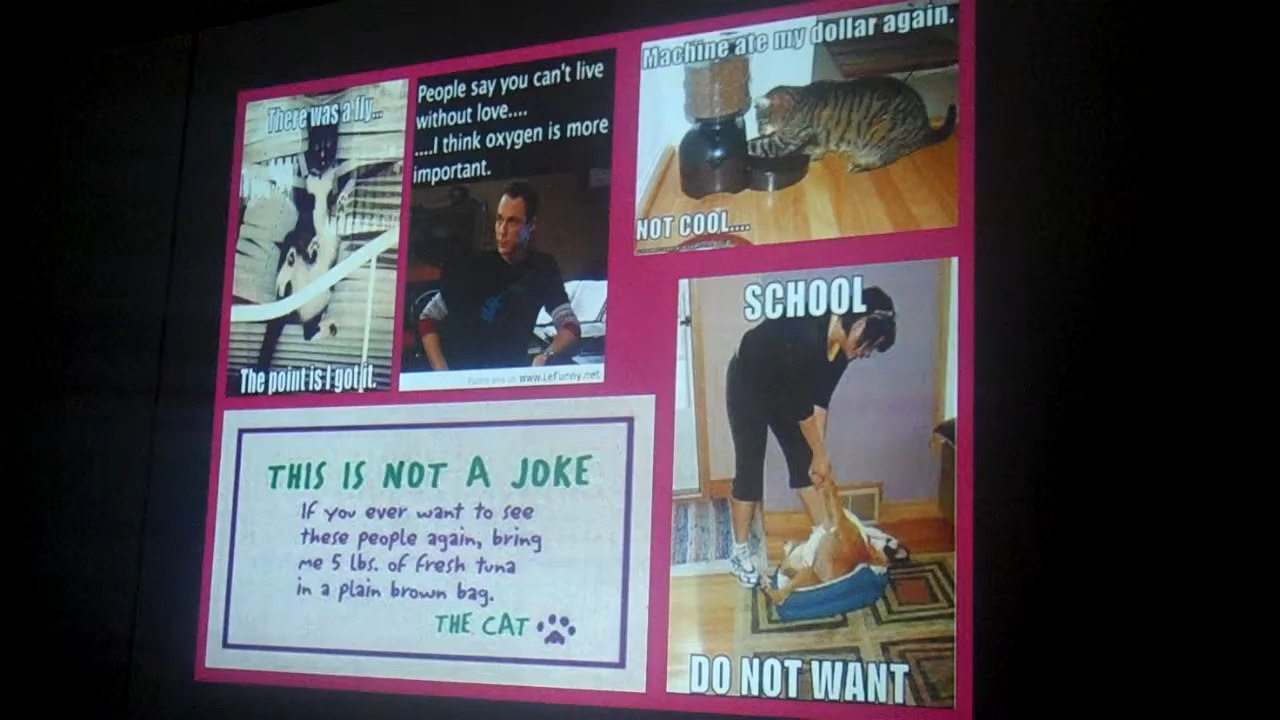 There was a fly...
The point is I got it.
People say you can't live
without love....
....I think oxygen is more
important.
www.LeFunny.net
Machine ate my dollar again.
NOT COOL....
THIS IS NOT A JOKE
If you ever want to see
these people again, bring
me 5 lbs. of fresh tuna
in a plain brown bag.
THE CAT
SCHOOL
DO NOT WANT